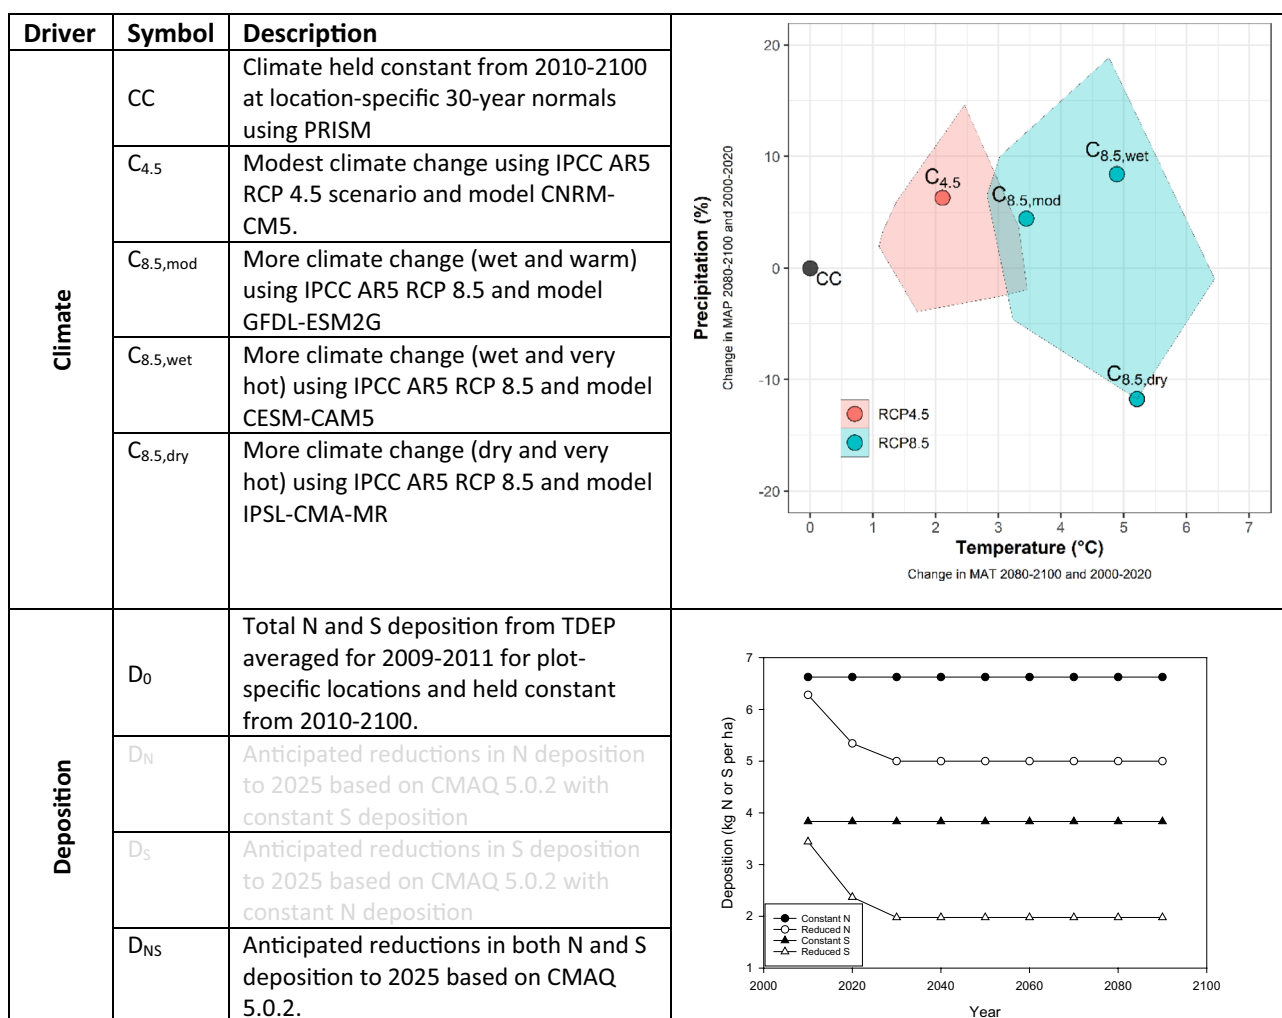 Driver Symbol Description
Climate
CC
Climate held constant from 2010-2100
at location-specific 30-year normals
using PRISM
C4.5
Modest climate change using IPCC AR5
RCP 4.5 scenario and model CNRM-
CM5.
C8.5,mod
More climate change (wet and warm)
using IPCC AR5 RCP 8.5 and model
GFDL-ESM2G
C8.5,wet
More climate change (wet and very
hot) using IPCC AR5 RCP 8.5 and model
CESM-CAM5
C8.5,dry
More climate change (dry and very
hot) using IPCC AR5 RCP 8.5 and model
IPSL-CMA-MR
Precipitation (%)
Change in MAP 2080-2100 and 2000-2020
20
10
0
-10
-20
CC
C4.5
C8.5,mod
C8.5,wet
C8.5,dry
RCP4.5
RCP8.5
0 1 2 3 4 5 6 7
Temperature (°C)
Change in MAT 2080-2100 and 2000-2020
Deposition
D0
Total N and S deposition from TDEP
averaged for 2009-2011 for plot-
specific locations and held constant
from 2010-2100.
DN
Anticipated reductions in N deposition
to 2025 based on CMAQ 5.0.2 with
constant S deposition
DS
Anticipated reductions in S deposition
to 2025 based on CMAQ 5.0.2 with
constant N deposition
DNS
Anticipated reductions in both N and S
deposition to 2025 based on CMAQ
5.0.2.
Deposition (kg N or S per ha)
7
6
5
4
3
2
1
Constant N
Reduced N
Constant S
Reduced S
2000 2020 2040 2060 2080 2100
Year